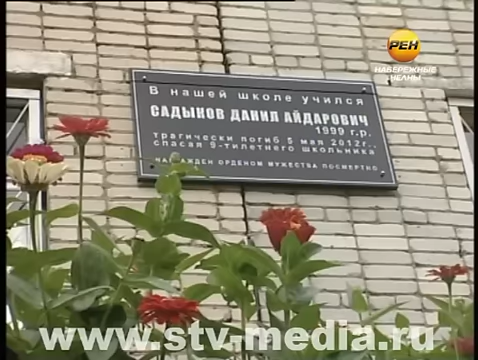 РЕН
НАБЕРЕЖНЫЕ
ЧЕЛНЫ
В нашей школе учился
САДЫКОВ ДАНИЛ АЙДАРОВИЧ
1999 г.р.
трагически погиб 5 мая 2012г.,
спасая 9-тилетнего школьника
НАГРАЖДЕН ОРДЕНОМ МУЖЕСТВА ПОСМЕРТНО
www.stv-media.ru